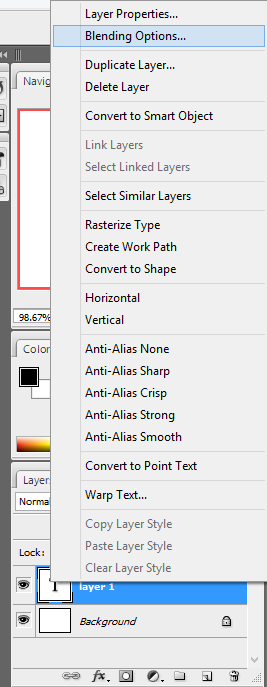 Layer Properties...
Blending Options...
Navig
Duplicate Layer...
Delete Layer
Convert to Smart Object
Link Layers
Select Linked Layers
Select Similar Layers
Rasterize Type
Create Work Path
Convert to Shape
Horizontal
98.67%
Vertical
Color
Anti-Alias None
Anti-Alias Sharp
Anti-Alias Crisp
Anti-Alias Strong
Anti-Alias Smooth
Convert to Point Text
Layers
Warp Text...
Normal
Copy Layer Style
Paste Layer Style
Lock:
Clear Layer Style
T layer 1
Background
fx